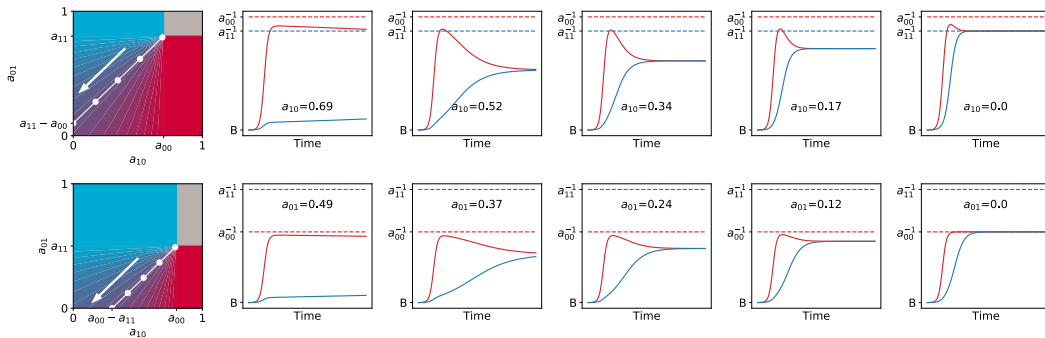 1
a₁₁
a₀₁
a₁₁ − a₀₀
0
0
a₀₀
1
a₁₀
a₀₀⁻¹
a₁₁⁻¹
B
a₁₀=0.69
Time
a₀₀⁻¹
a₁₁⁻¹
B
a₁₀=0.52
Time
a₀₀⁻¹
a₁₁⁻¹
B
a₁₀=0.34
Time
a₀₀⁻¹
a₁₁⁻¹
B
a₁₀=0.17
Time
a₀₀⁻¹
a₁₁⁻¹
B
a₁₀=0.0
Time
1
a₁₁
a₀₁
0
0
a₀₀ − a₁₁
a₀₀
1
a₁₀
a₁₁⁻¹
a₀₀⁻¹
B
a₀₁=0.49
Time
a₁₁⁻¹
a₀₀⁻¹
B
a₀₁=0.37
Time
a₁₁⁻¹
a₀₀⁻¹
B
a₀₁=0.24
Time
a₁₁⁻¹
a₀₀⁻¹
B
a₀₁=0.12
Time
a₁₁⁻¹
a₀₀⁻¹
B
a₀₁=0.0
Time